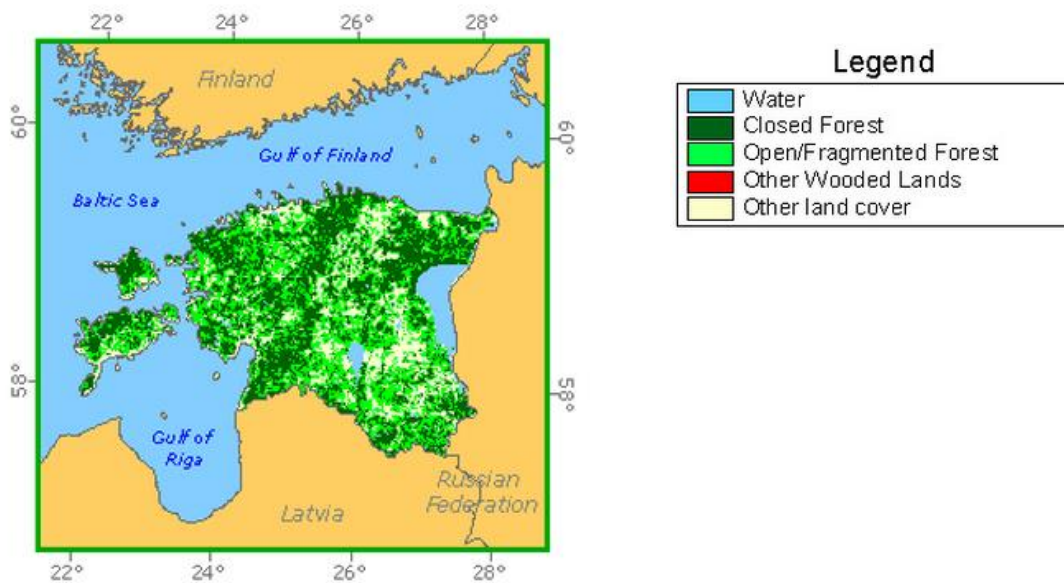 22° 24° 26° 28°
Finland
60°
60°
Gulf of Finland
Baltic Sea
58°
58°
Gulf of
Riga
Russian
Federation
Latvia
22° 24° 26° 28°
Legend
Water
Closed Forest
Open/Fragmented Forest
Other Wooded Lands
Other land cover